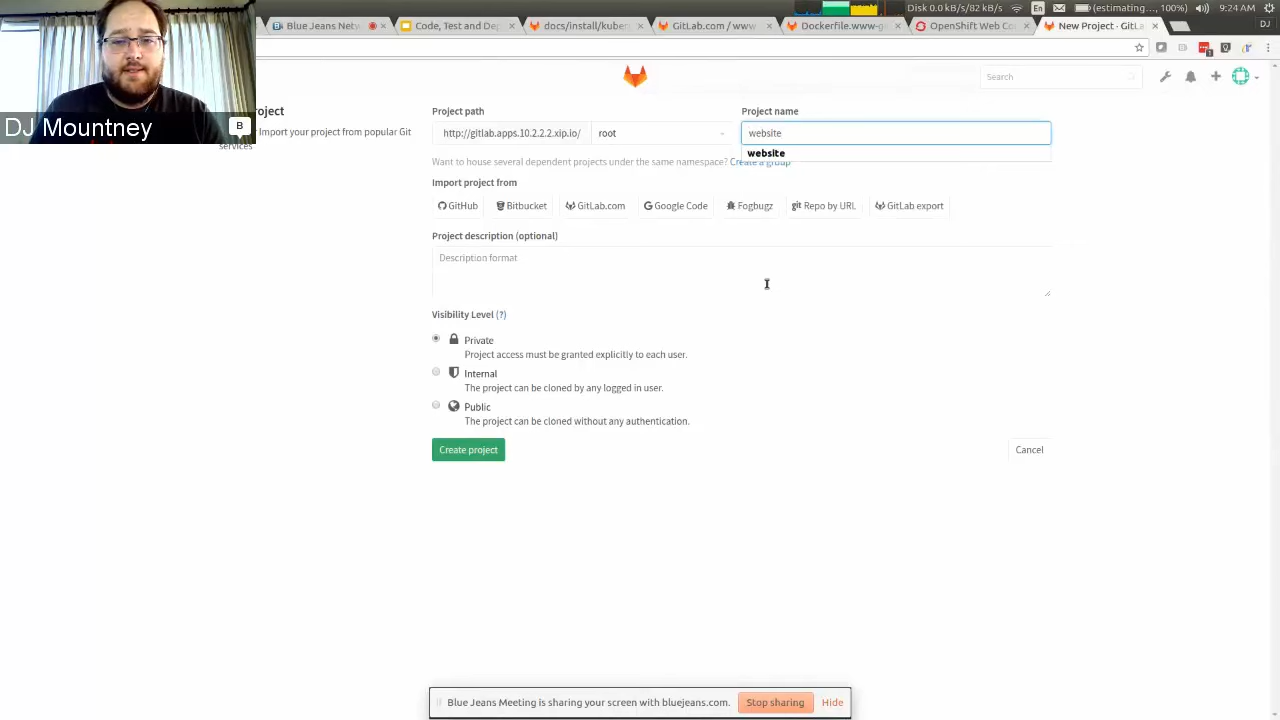 Disk 0.0 kB/s/82 kB/s En (estimating..., 100%) 9:24 AM
Blue Jeans Netw × Code, Test and Dep × docs/install/kuber × GitLab.com / www × Dockerfile.www-gi × OpenShift Web Co × New Project · GitLa × DJ
Search
DJ Mountney B
oject
Import your project from popular Git
services
Project path
Project name
http://gitlab.apps.10.2.2.2.xip.io/ root
website
website
Want to house several dependent projects under the same namespace? Create a group
Import project from
GitHub Bitbucket GitLab.com Google Code Fogbugz git Repo by URL GitLab export
Project description (optional)
Description format
Visibility Level (?)
Private
Project access must be granted explicitly to each user.
Internal
The project can be cloned by any logged in user.
Public
The project can be cloned without any authentication.
Create project
Cancel
Blue Jeans Meeting is sharing your screen with bluejeans.com. Stop sharing Hide